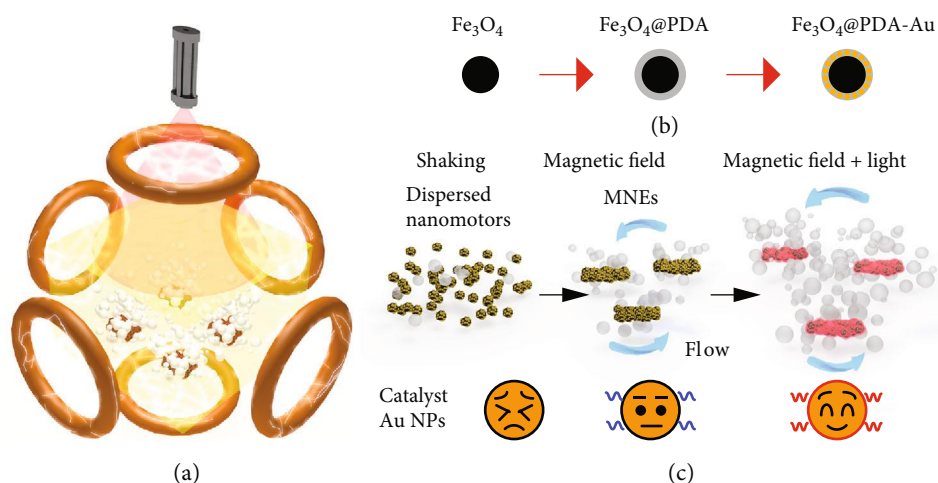 Fe₃O₄
Fe₃O₄@PDA
Fe₃O₄@PDA-Au
(b)
Shaking
Magnetic field
Magnetic field + light
Dispersed
nanomotors
MNEs
Flow
Catalyst
Au NPs
(a)
(c)